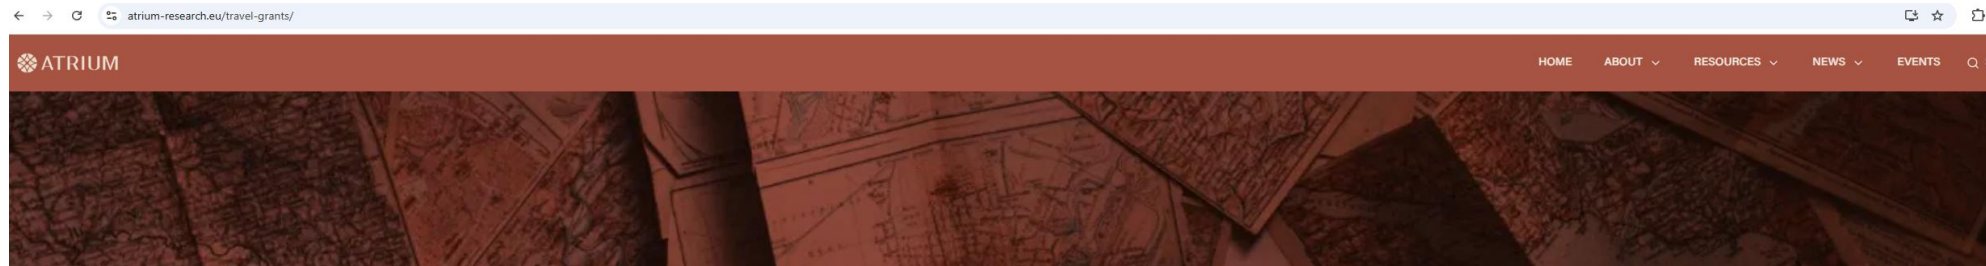 atrium-research.eu/travel-grants/
ATRIUM
HOME ABOUT RESOURCES NEWS EVENTS